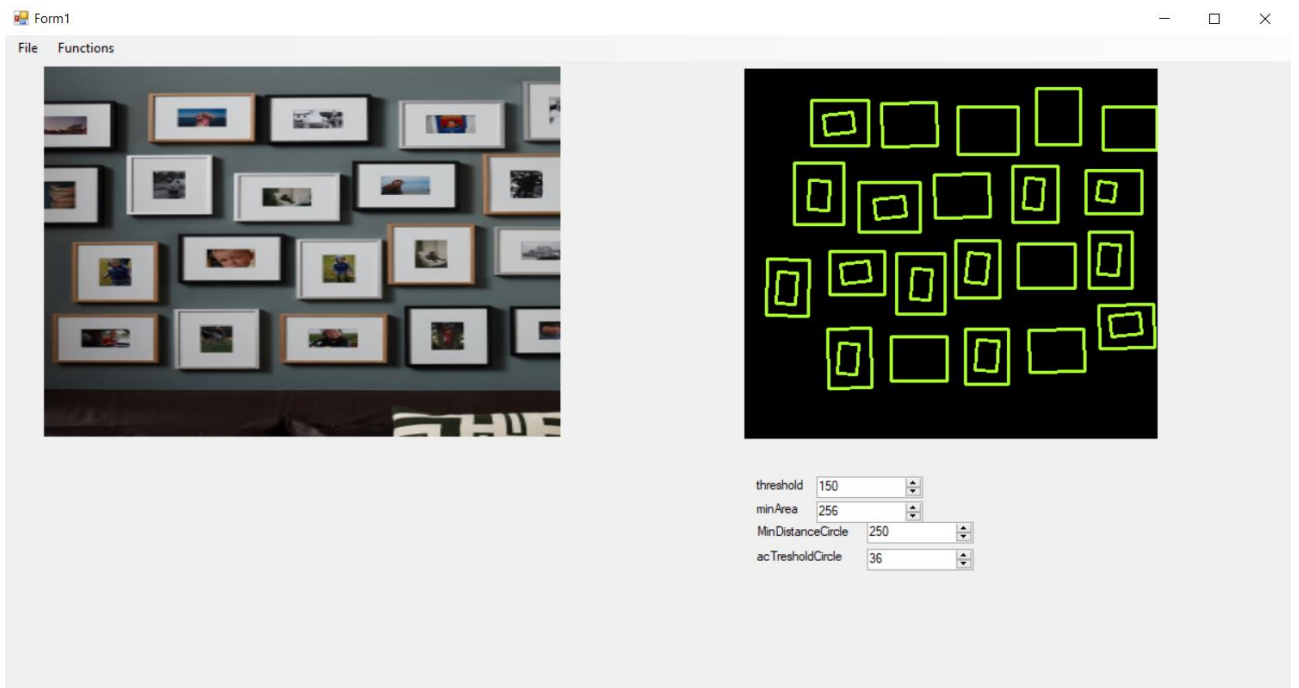 Form1
File Functions
threshold 150
minArea 256
MinDistanceCircle 250
acTresholdCircle 36